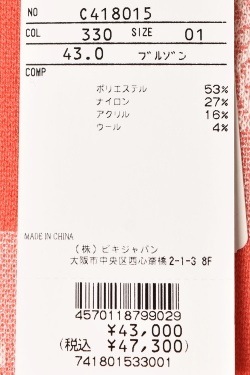 NO C418015
COL 330 SIZE 01
43.0 ブルゾン
COMP
ポリエステル 53%
ナイロン 27%
アクリル 16%
ウール 4%
MADE IN CHINA
(株)ビキジャパン
大阪市中央区西心斎橋2-1-3 8F
4570118799029
¥43,000
(税込 ¥47,300)
741801533001